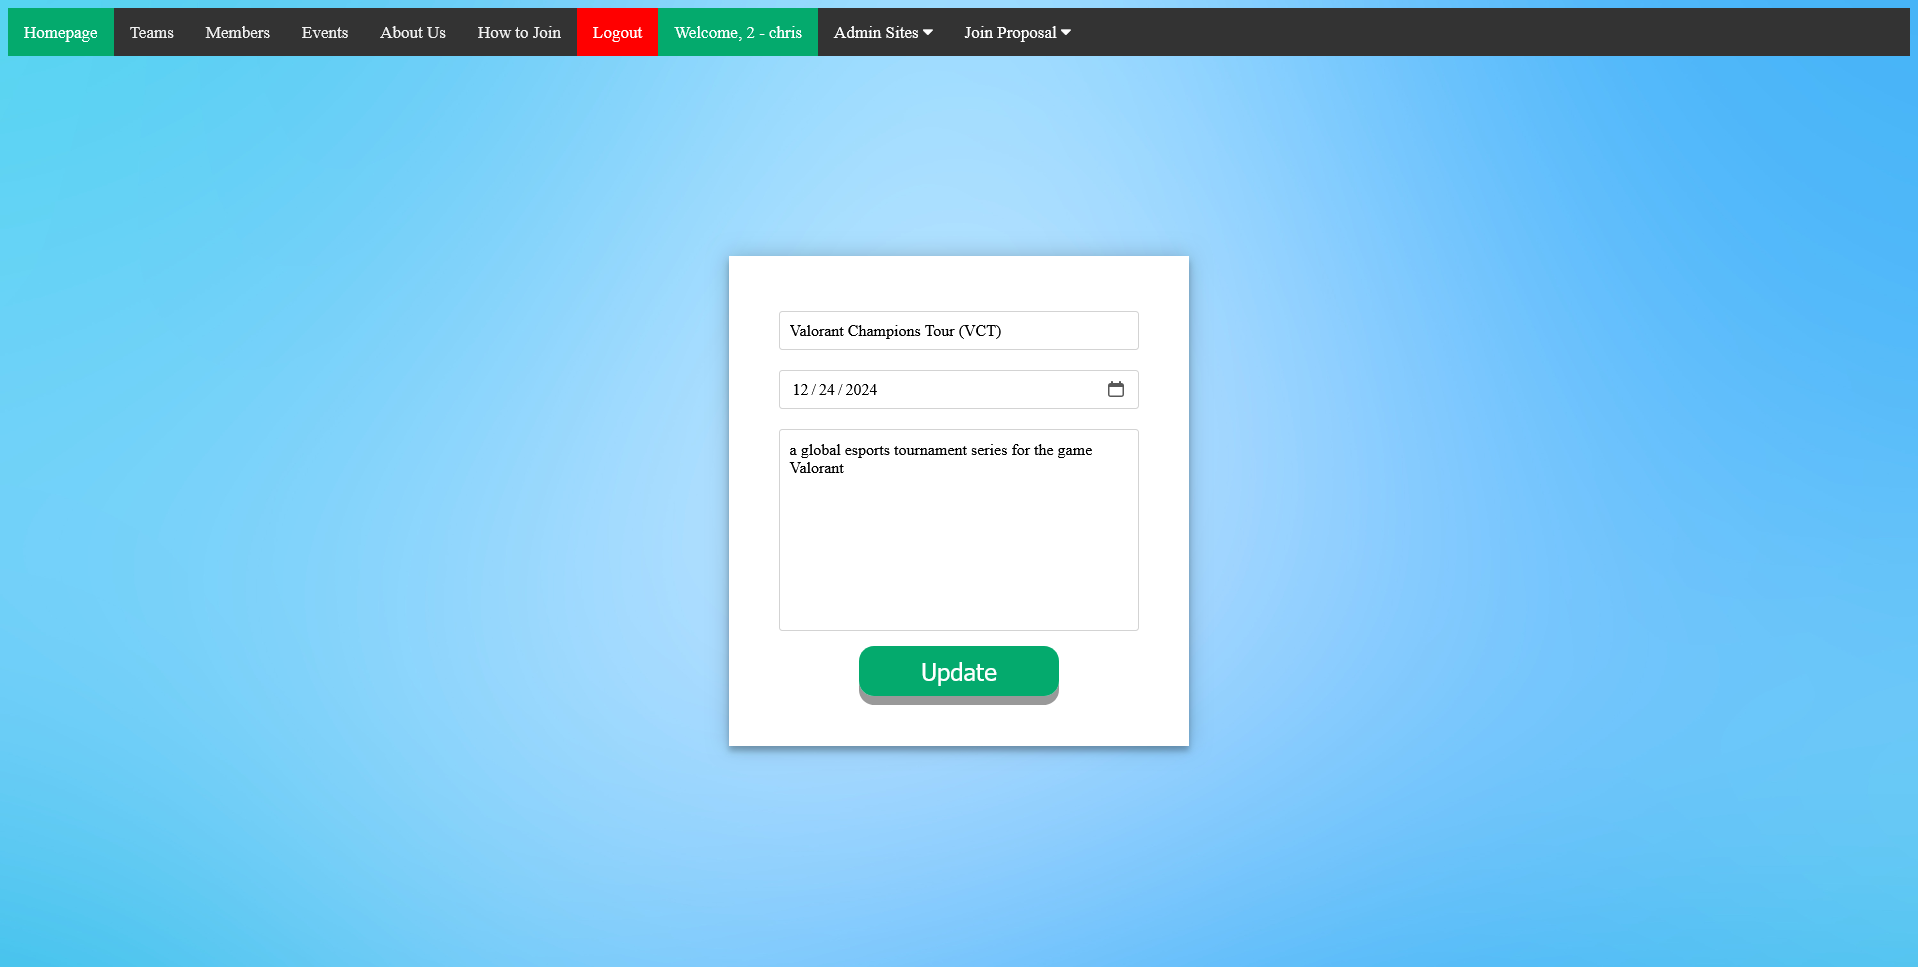 Homepage Teams Members Events About Us How to Join Logout Welcome, 2 - chris Admin Sites Join Proposal
Valorant Champions Tour (VCT)
12 / 24 / 2024
a global esports tournament series for the game
Valorant
Update